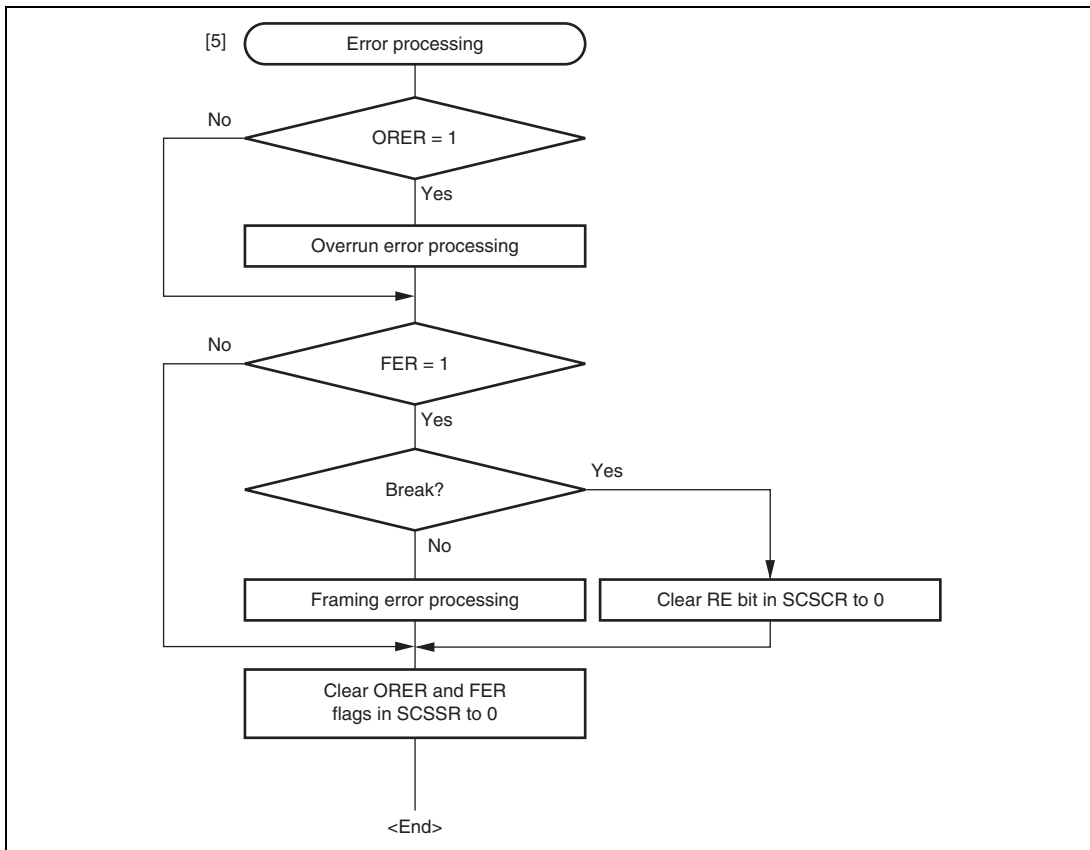 [5]
Error processing
No
ORER = 1
Yes
Overrun error processing
No
FER = 1
Yes
Break?
Yes
No
Framing error processing
Clear RE bit in SCSCR to 0
Clear ORER and FER
flags in SCSSR to 0
<End>